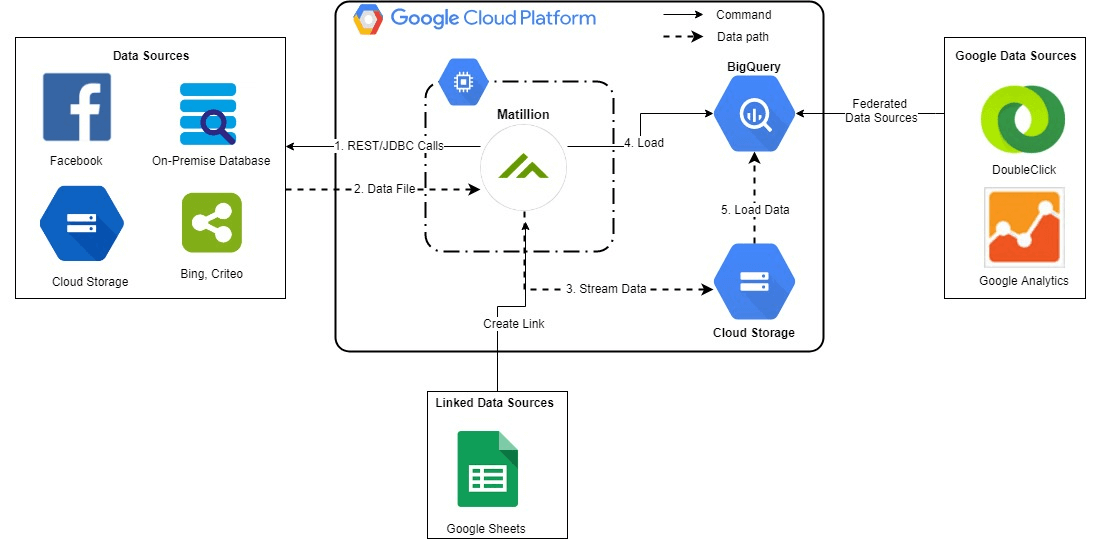 Google Cloud Platform
Command
Data path
Data Sources
Facebook
On-Premise Database
Cloud Storage
Bing, Criteo
1. REST/JDBC Calls
2. Data File
Matillion
4. Load
BigQuery
5. Load Data
3. Stream Data
Cloud Storage
Create Link
Federated
Data Sources
Google Data Sources
DoubleClick
Google Analytics
Linked Data Sources
Google Sheets